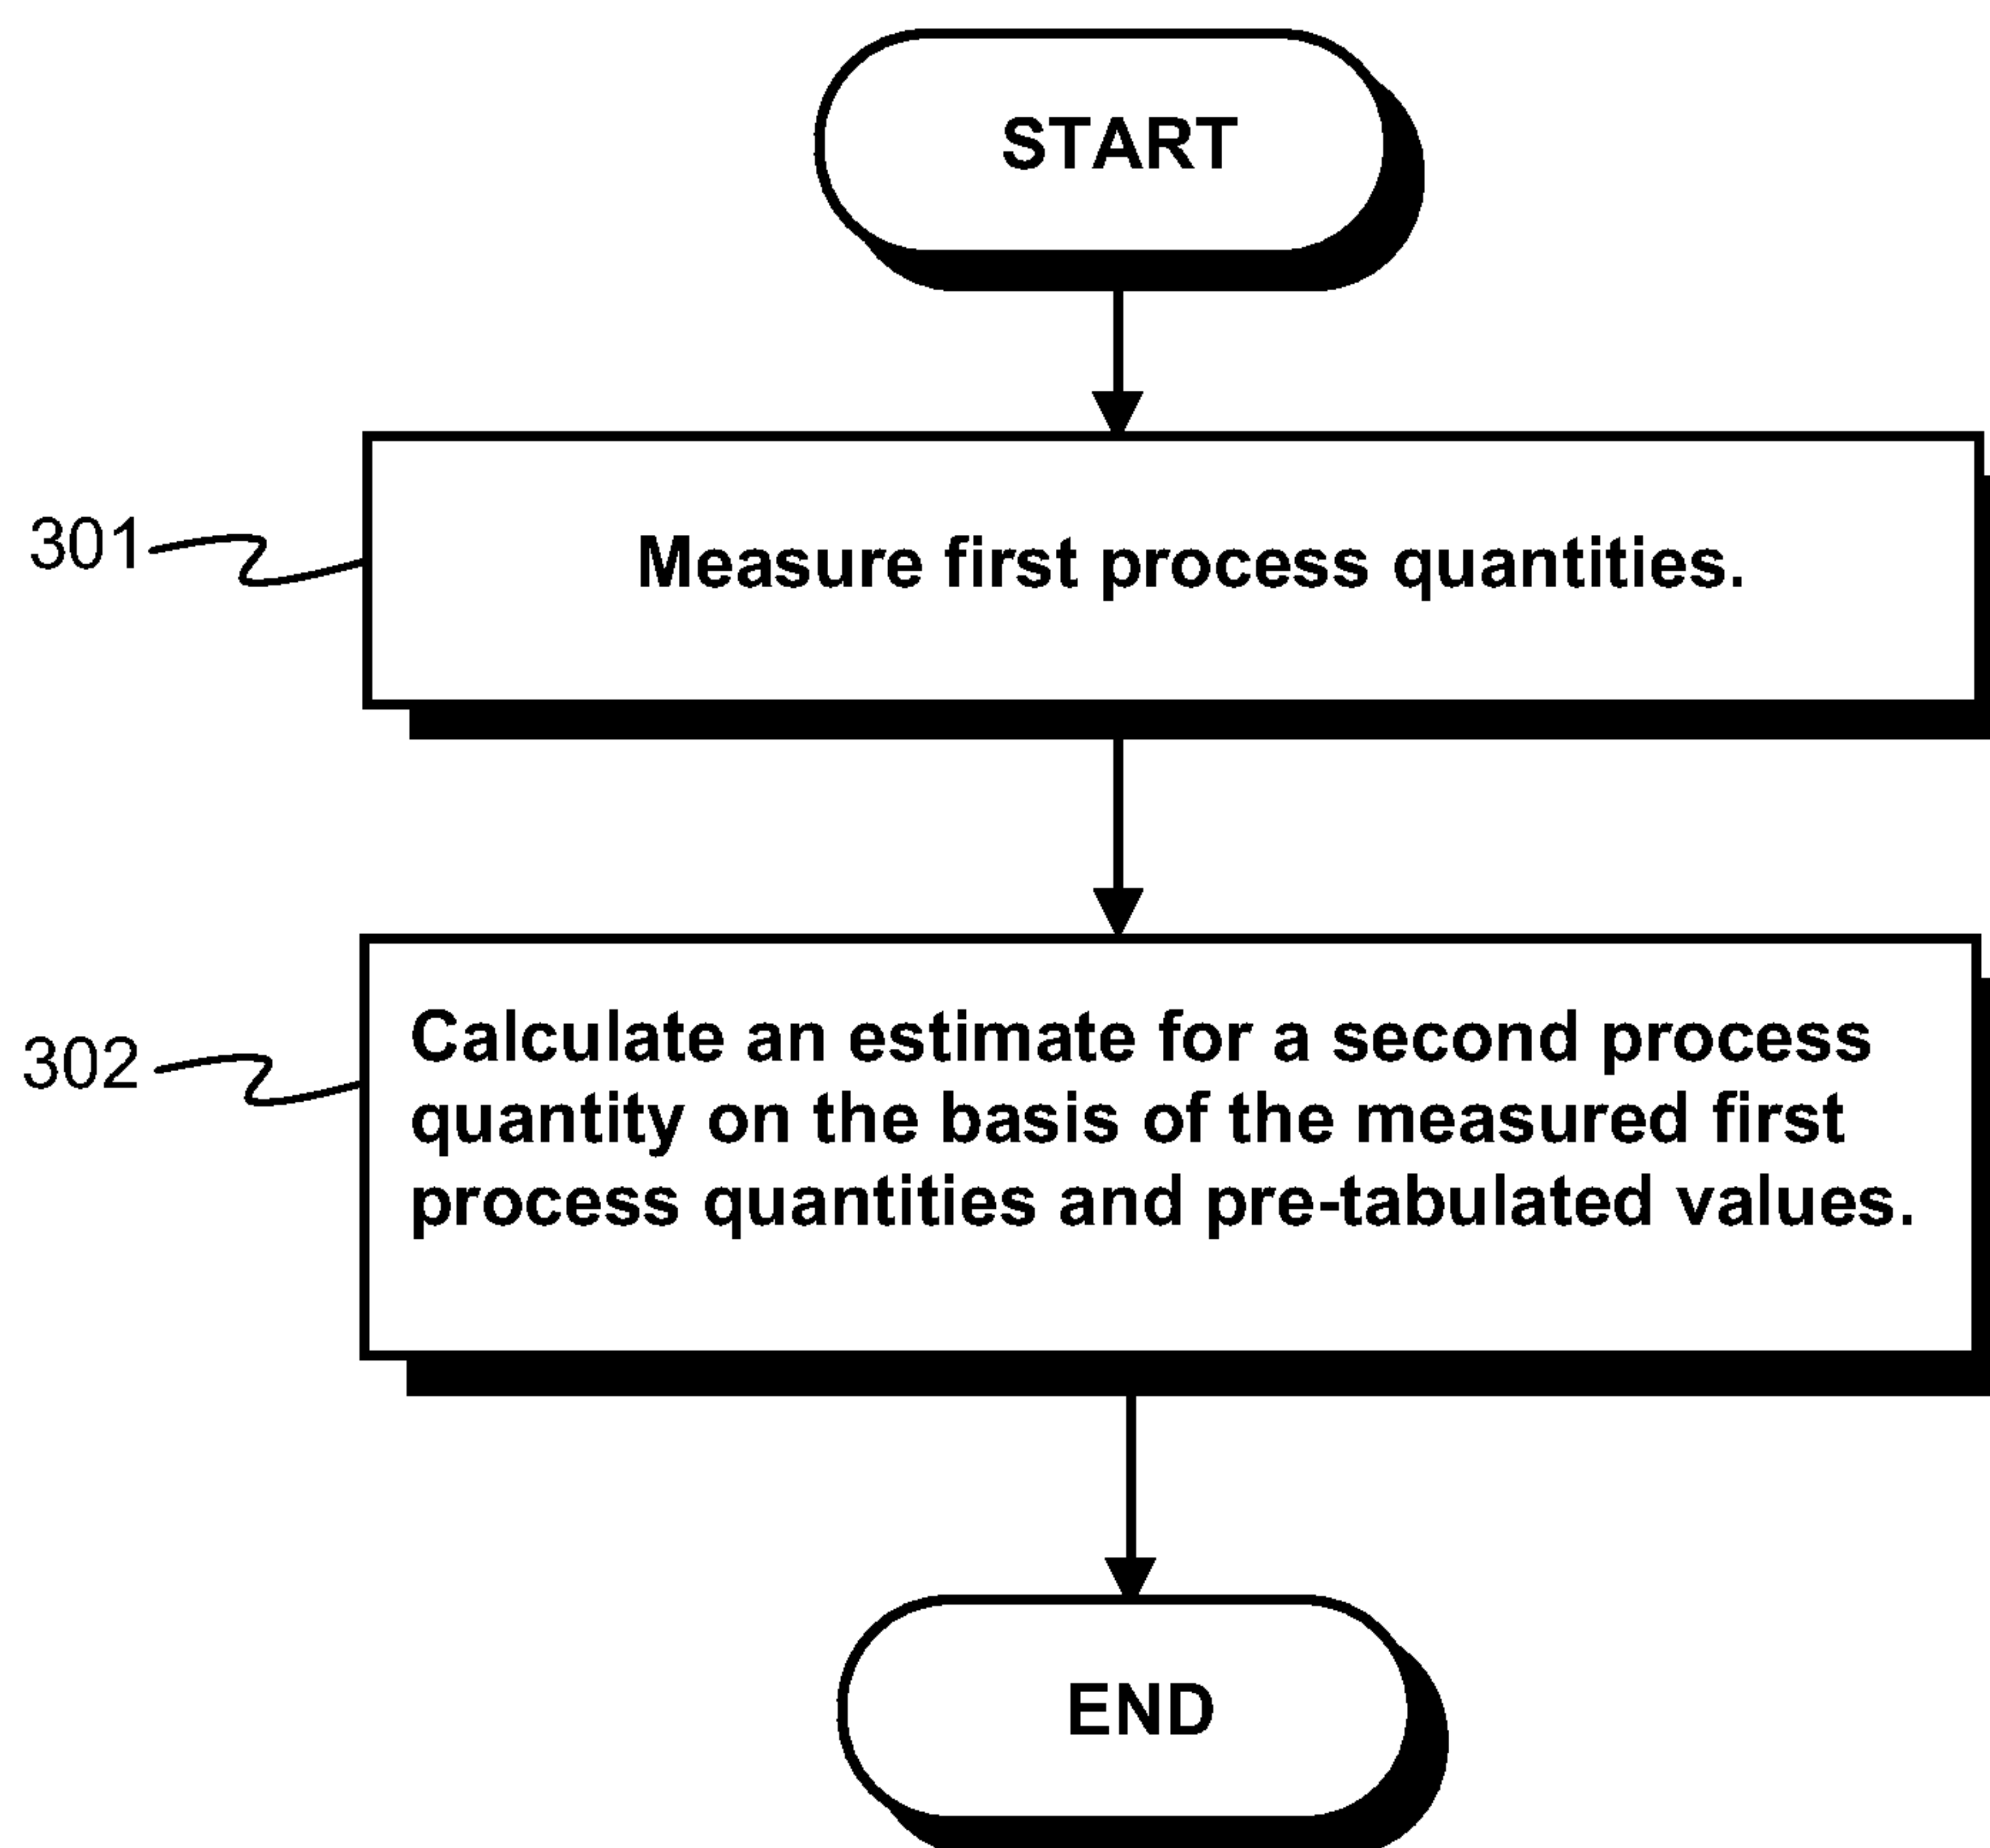 START
301
Measure first process quantities.
302
Calculate an estimate for a second process
quantity on the basis of the measured first
process quantities and pre-tabulated values.
END